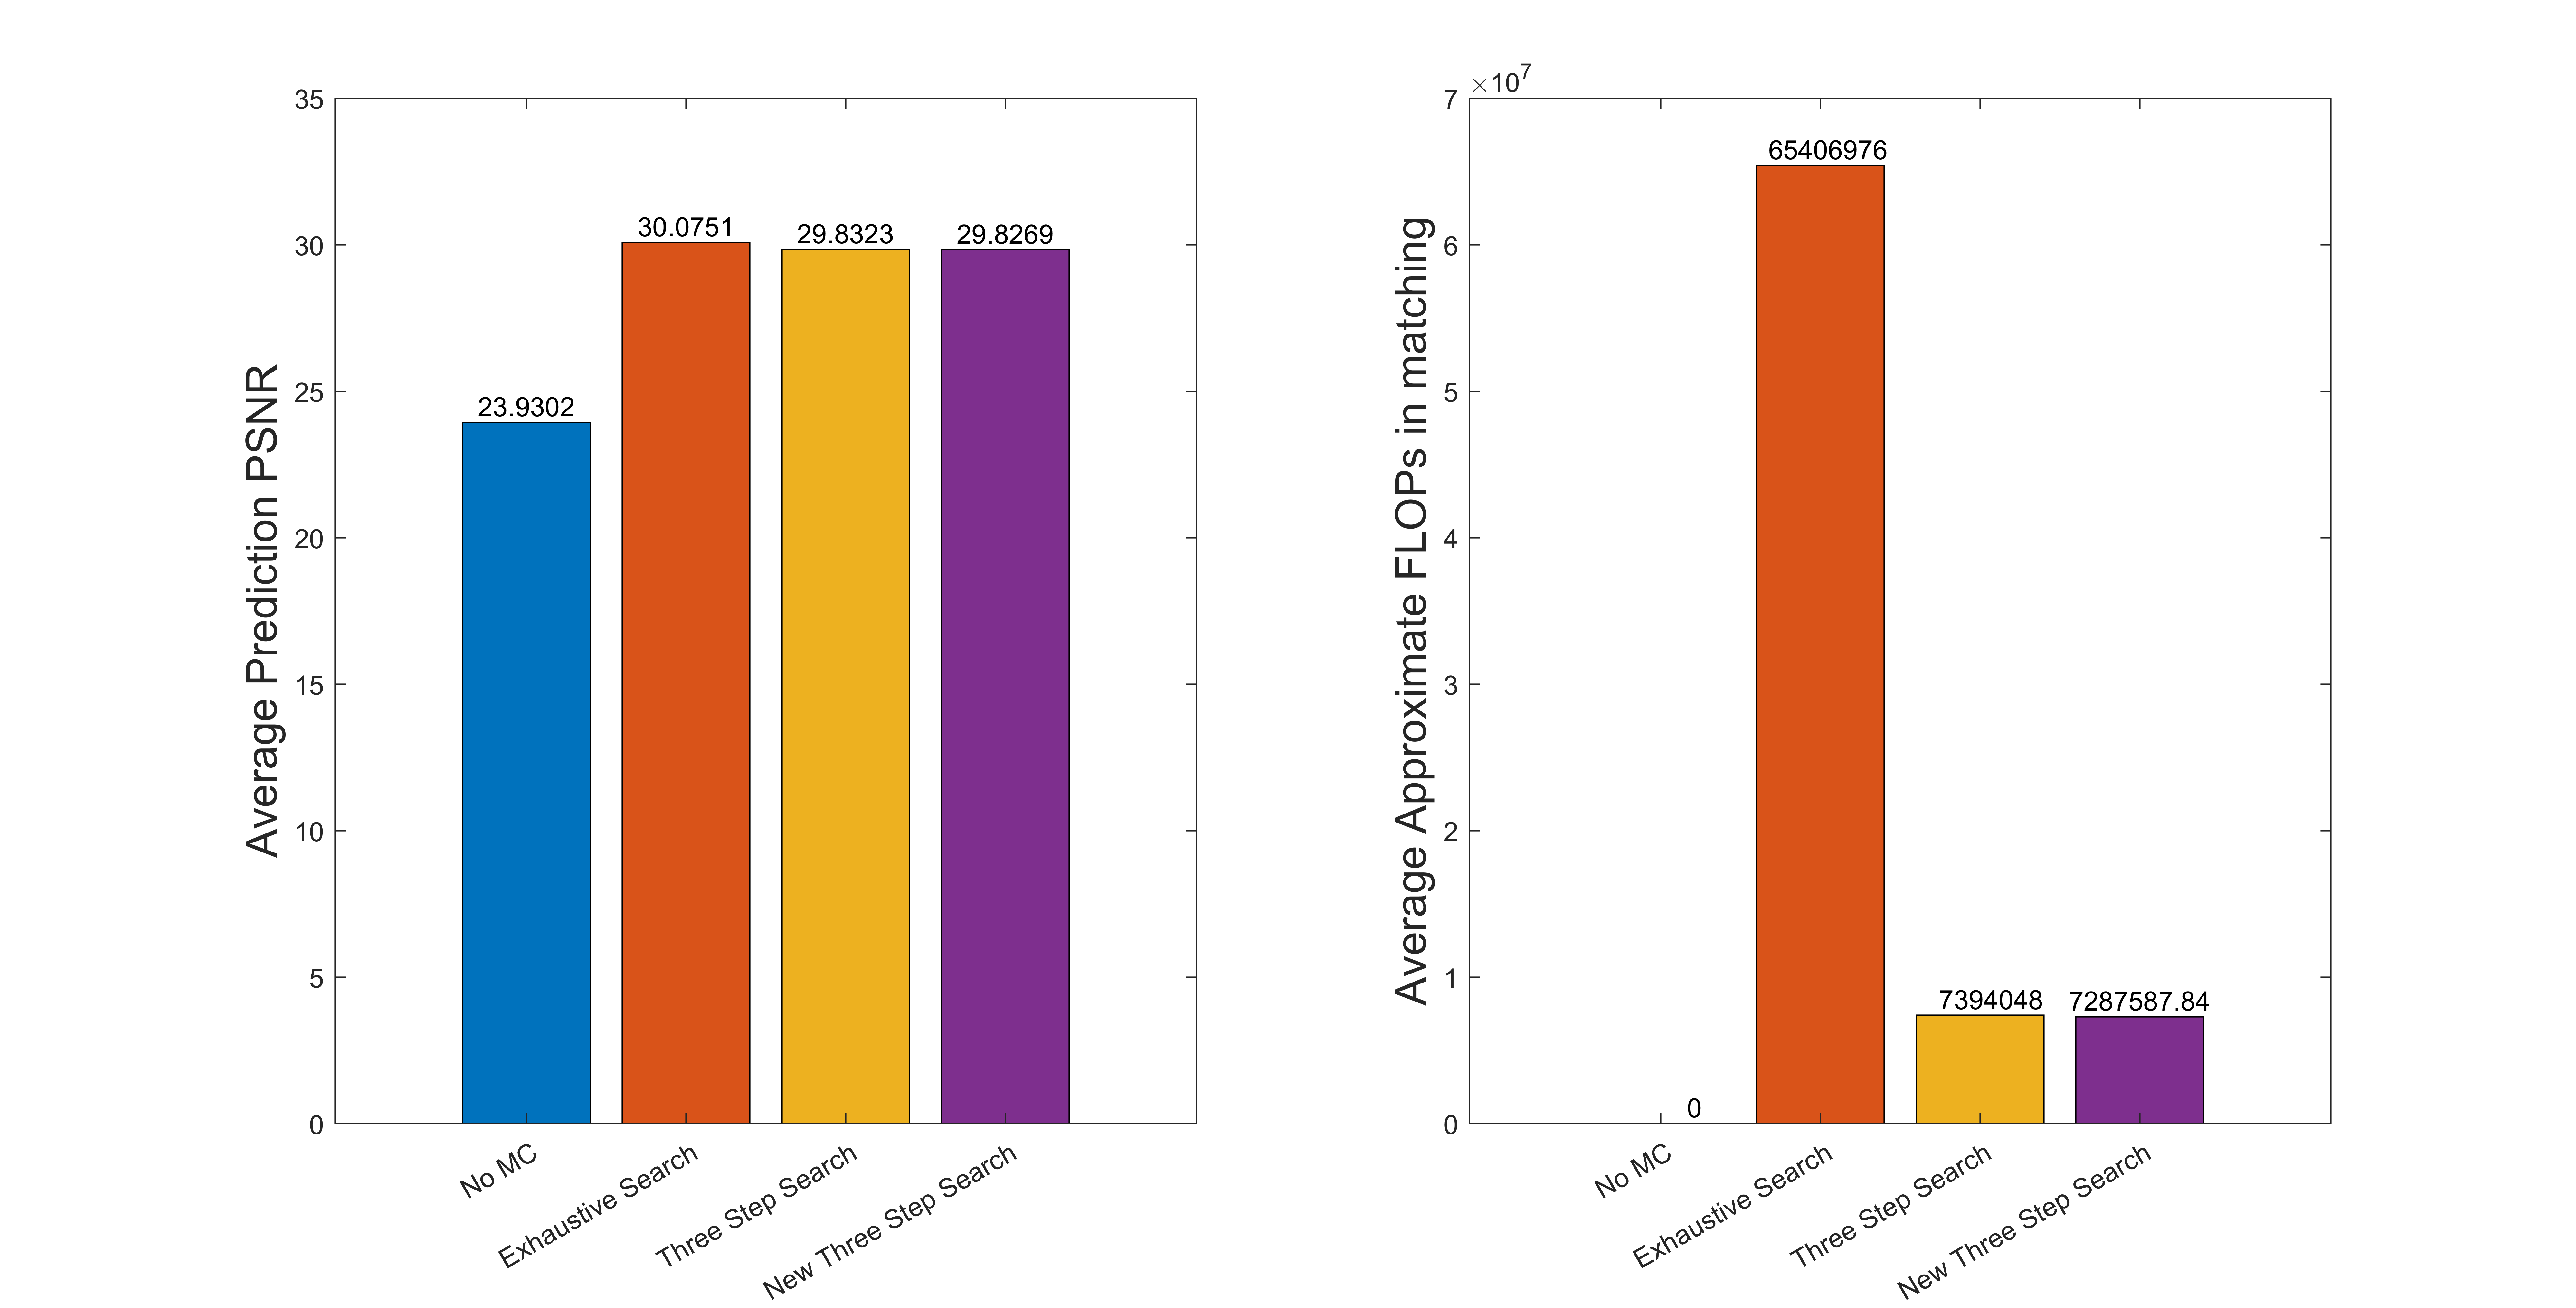 Average Prediction PSNR
35
30
25
20
15
10
5
0
23.9302
30.0751
29.8323
29.8269
No MC
Exhaustive Search
Three Step Search
New Three Step Search
Average Approximate FLOPs in matching
×10⁷
7
6
5
4
3
2
1
0
0
65406976
7394048
7287587.84
No MC
Exhaustive Search
Three Step Search
New Three Step Search